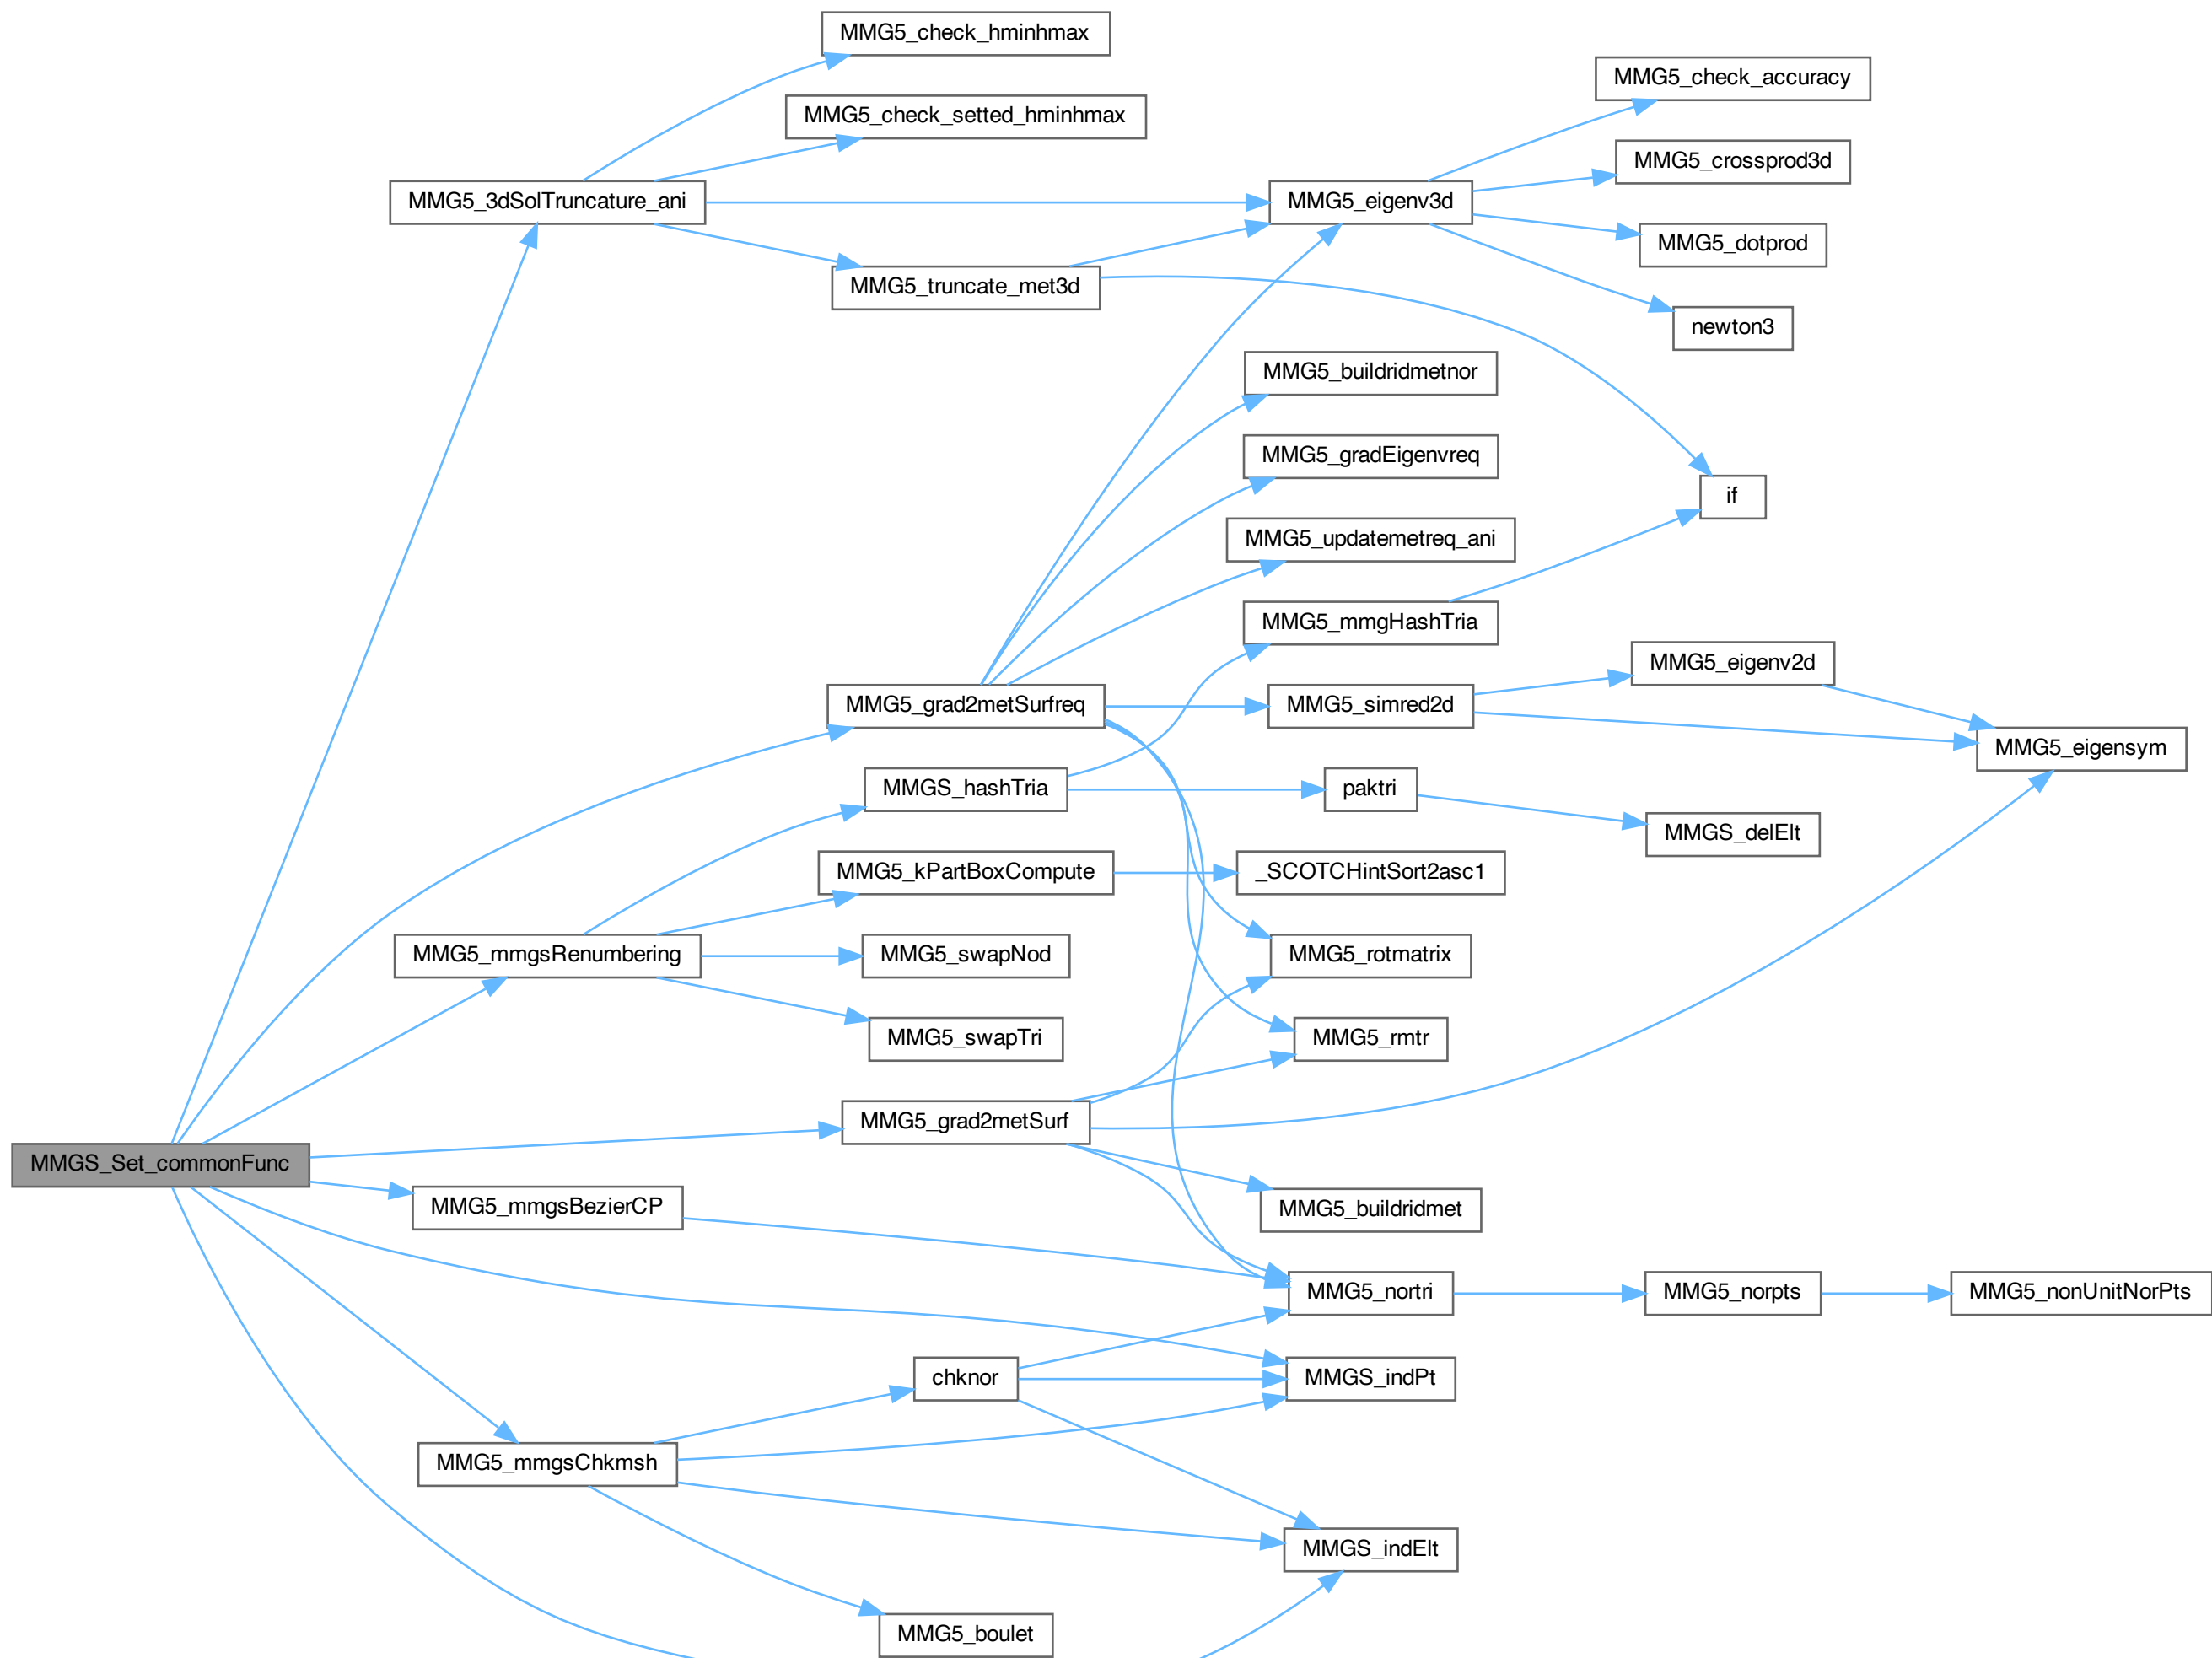 MMG5_check_hminhmax
MMG5_check_accuracy
MMG5_check_setted_hminhmax
MMG5_crossprod3d
MMG5_3dSolTruncature_ani
MMG5_eigenv3d
MMG5_dotprod
MMG5_truncate_met3d
newton3
MMG5_buildridmetnor
MMG5_gradEigenvreq
if
MMG5_updatemetreq_ani
MMG5_mmgHashTria
MMG5_eigenv2d
MMG5_grad2metSurfreq
MMG5_simred2d
MMG5_eigensym
MMGS_hashTria
paktri
MMGS_delElt
MMG5_kPartBoxCompute
_SCOTCHintSort2asc1
MMG5_mmgsRenumbering
MMG5_swapNod
MMG5_rotmatrix
MMG5_swapTri
MMG5_rmtr
MMG5_grad2metSurf
MMGS_Set_commonFunc
MMG5_mmgsBezierCP
MMG5_buildridmet
MMG5_nortri
MMG5_norpts
MMG5_nonUnitNorPts
chknor
MMGS_indPt
MMG5_mmgsChkmsh
MMGS_indElt
MMG5_boulet